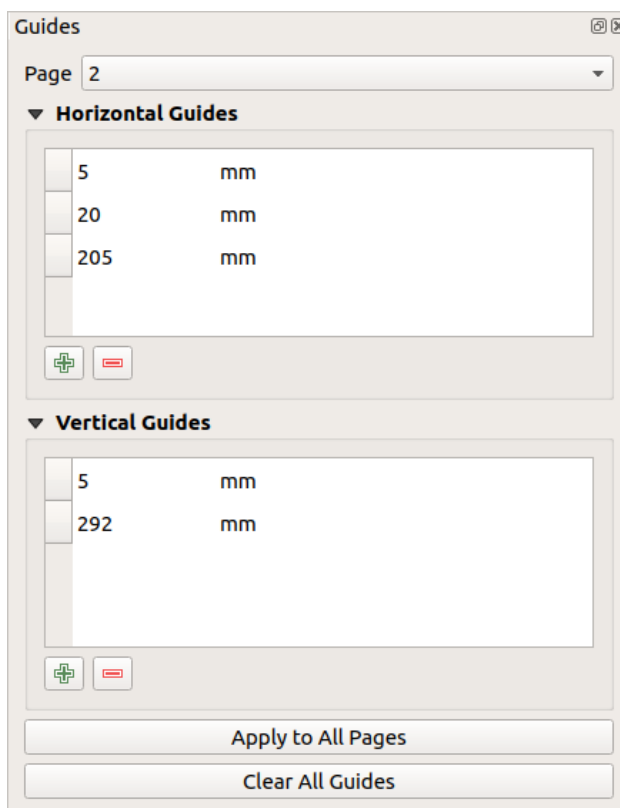 Guides
Page 2
Horizontal Guides
5 mm
20 mm
205 mm
Vertical Guides
5 mm
292 mm
Apply to All Pages
Clear All Guides